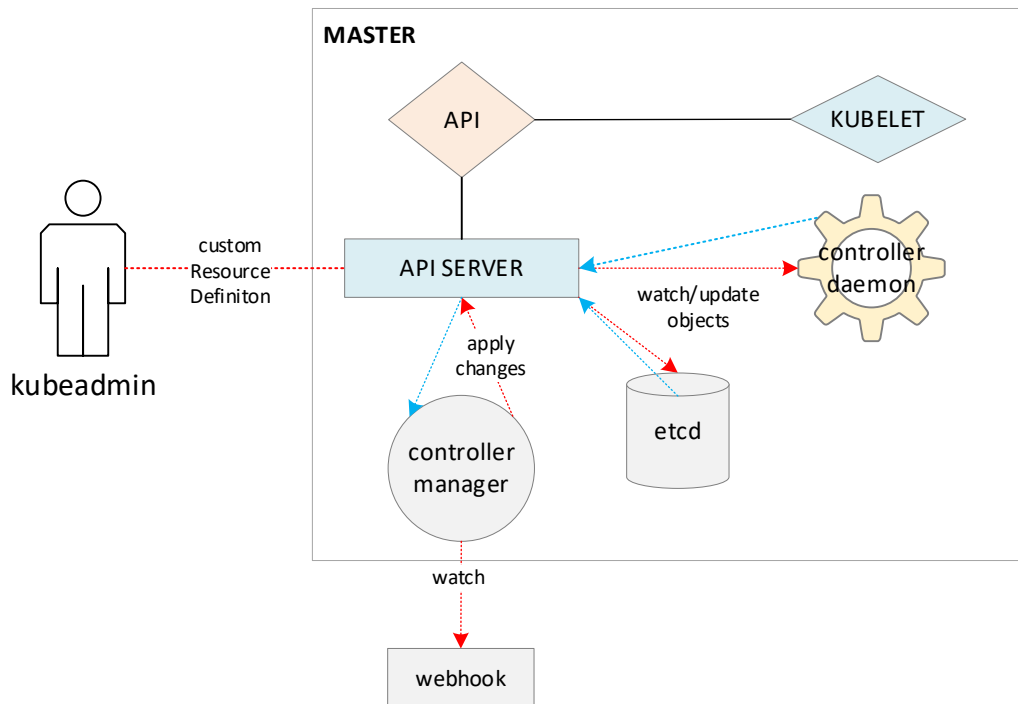 MASTER
API
KUBELET
custom
Resource
Definiton
API SERVER
controller
daemon
watch/update
objects
apply
changes
kubeadmin
etcd
controller
manager
watch
webhook